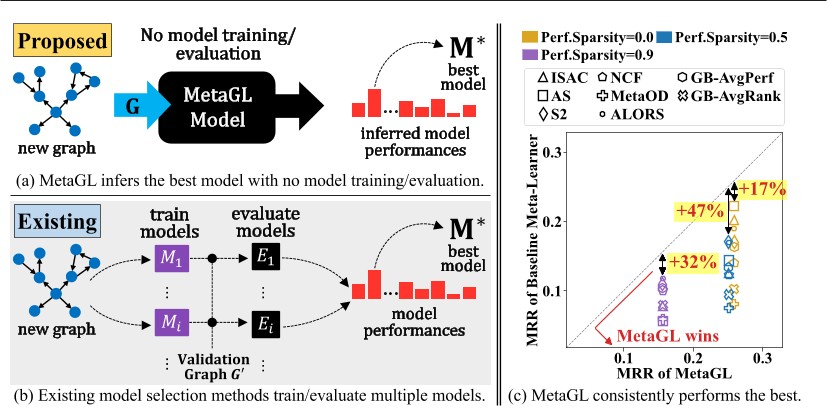 Proposed
No model training/
evaluation
G
MetaGL
Model
new graph
M*
best
model
...
inferred model
performances
(a) MetaGL infers the best model with no model training/evaluation.
Existing
new graph
train
models
evaluate
models
M1
E1
⋮
⋮
Mi
Ei
⋮
Validation
Graph G′
⋮
M*
best
model
...
model
performances
(b) Existing model selection methods train/evaluate multiple models.
Perf.Sparsity=0.0
Perf.Sparsity=0.5
Perf.Sparsity=0.9
ISAC
NCF
GB-AvgPerf
AS
MetaOD
GB-AvgRank
S2
ALORS
MRR of Baseline Meta-Learner
0.3
0.2
0.1
+17%
+47%
+32%
MetaGL wins
0.1
0.2
0.3
MRR of MetaGL
(c) MetaGL consistently performs the best.